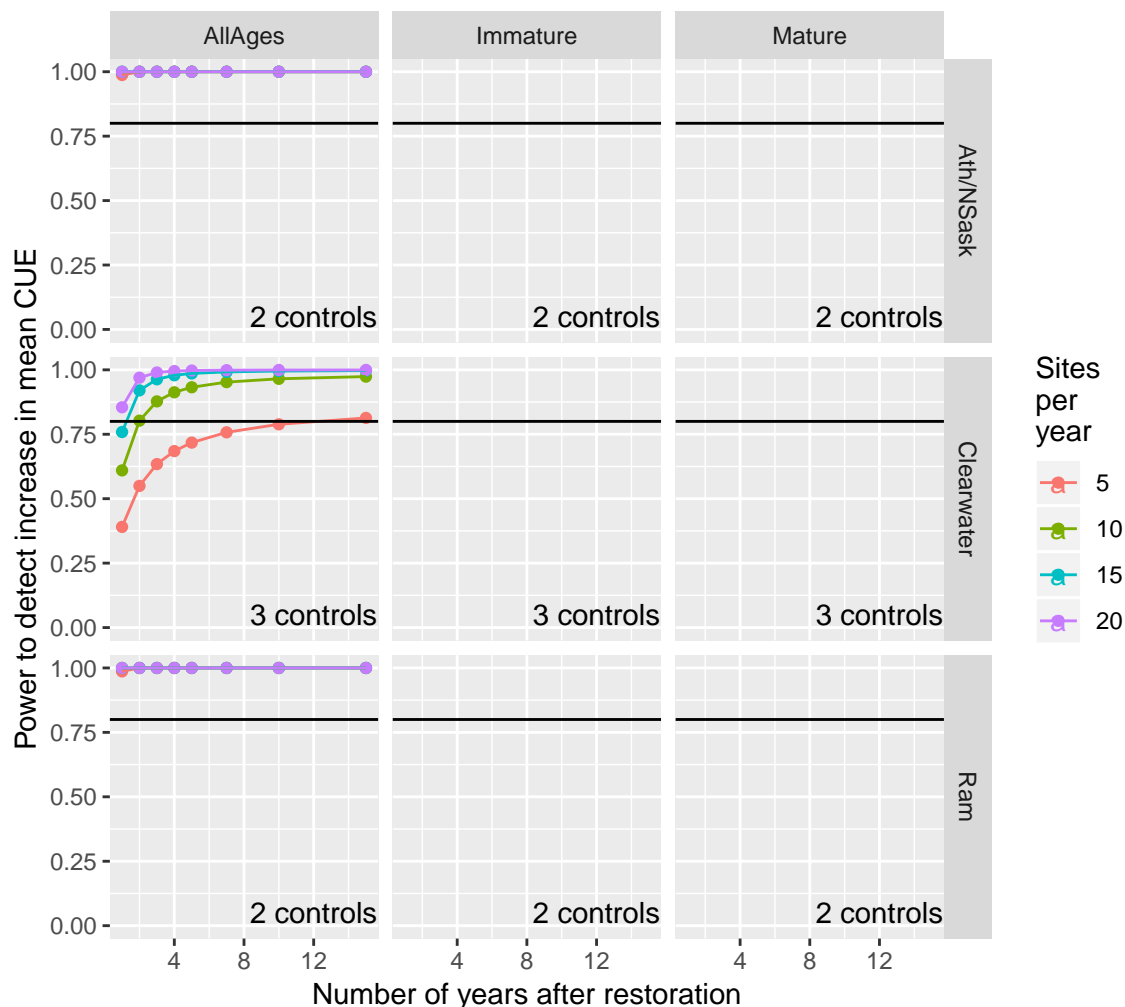 AllAges
Immature
Mature
Power to detect increase in mean CUE
1.00
0.75
0.50
0.25
0.00
2 controls
2 controls
2 controls
Ath/NSask
1.00
0.75
0.50
0.25
0.00
3 controls
3 controls
3 controls
Clearwater
1.00
0.75
0.50
0.25
0.00
2 controls
2 controls
2 controls
Ram
4 8 12
4 8 12
4 8 12
Number of years after restoration
Sites
per
year
a 5
a 10
a 15
a 20